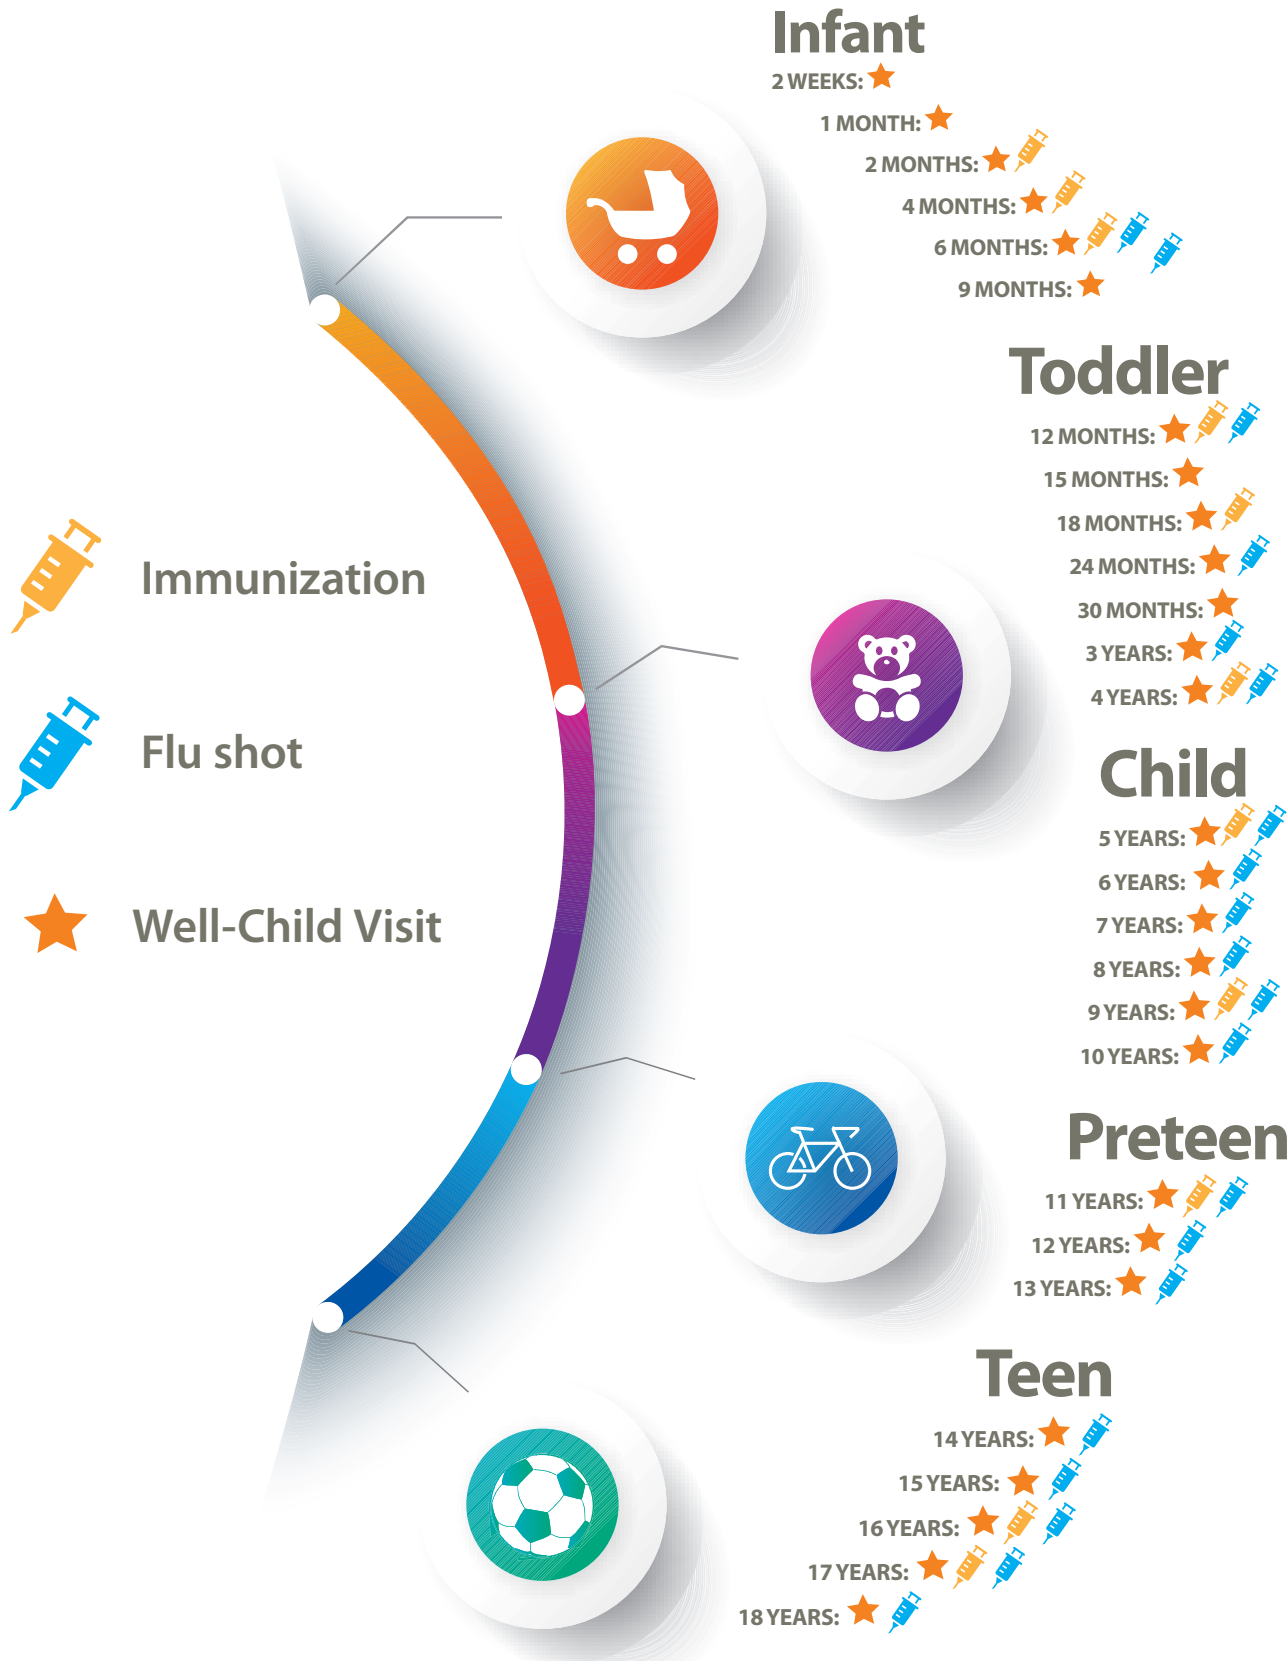 Infant
2 WEEKS:
1 MONTH:
2 MONTHS:
4 MONTHS:
6 MONTHS:
9 MONTHS:
Toddler
12 MONTHS:
15 MONTHS:
18 MONTHS:
24 MONTHS:
30 MONTHS:
3 YEARS:
4 YEARS:
Immunization
Flu shot
Well-Child Visit
Child
5 YEARS:
6 YEARS:
7 YEARS:
8 YEARS:
9 YEARS:
10 YEARS:
Preteen
11 YEARS:
12 YEARS:
13 YEARS:
Teen
14 YEARS:
15 YEARS:
16 YEARS:
17 YEARS:
18 YEARS: